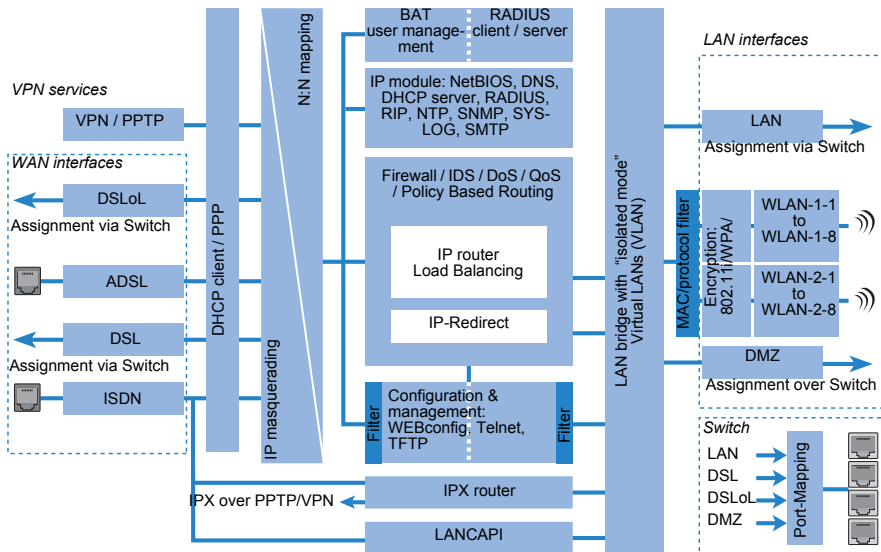 BAT
user manage-
ment
RADIUS
client / server
LAN interfaces
VPN services
VPN / PPTP
WAN interfaces
DSLoL
Assignment via Switch
ADSL
DSL
Assignment via Switch
ISDN
DHCP client / PPP
IP masquerading
N:N mapping
IP module: NetBIOS, DNS,
DHCP server, RADIUS,
RIP, NTP, SNMP, SYS-
LOG, SMTP
Firewall / IDS / DoS / QoS
/ Policy Based Routing
IP router
Load Balancing
IP-Redirect
Filter
Configuration &
management:
WEBconfig, Telnet,
TFTP
Filter
IPX over PPTP/VPN
IPX router
LANCAPI
LAN bridge with "isolated mode"
Virtual LANs (VLAN)
LAN
Assignment via Switch
MAC/protocol filter
Encryption:
802.11i/WPA/
WLAN-1-1
to
WLAN-1-8
WLAN-2-1
to
WLAN-2-8
DMZ
Assignment over Switch
Switch
LAN
DSL
DSLoL
DMZ
Port-Mapping